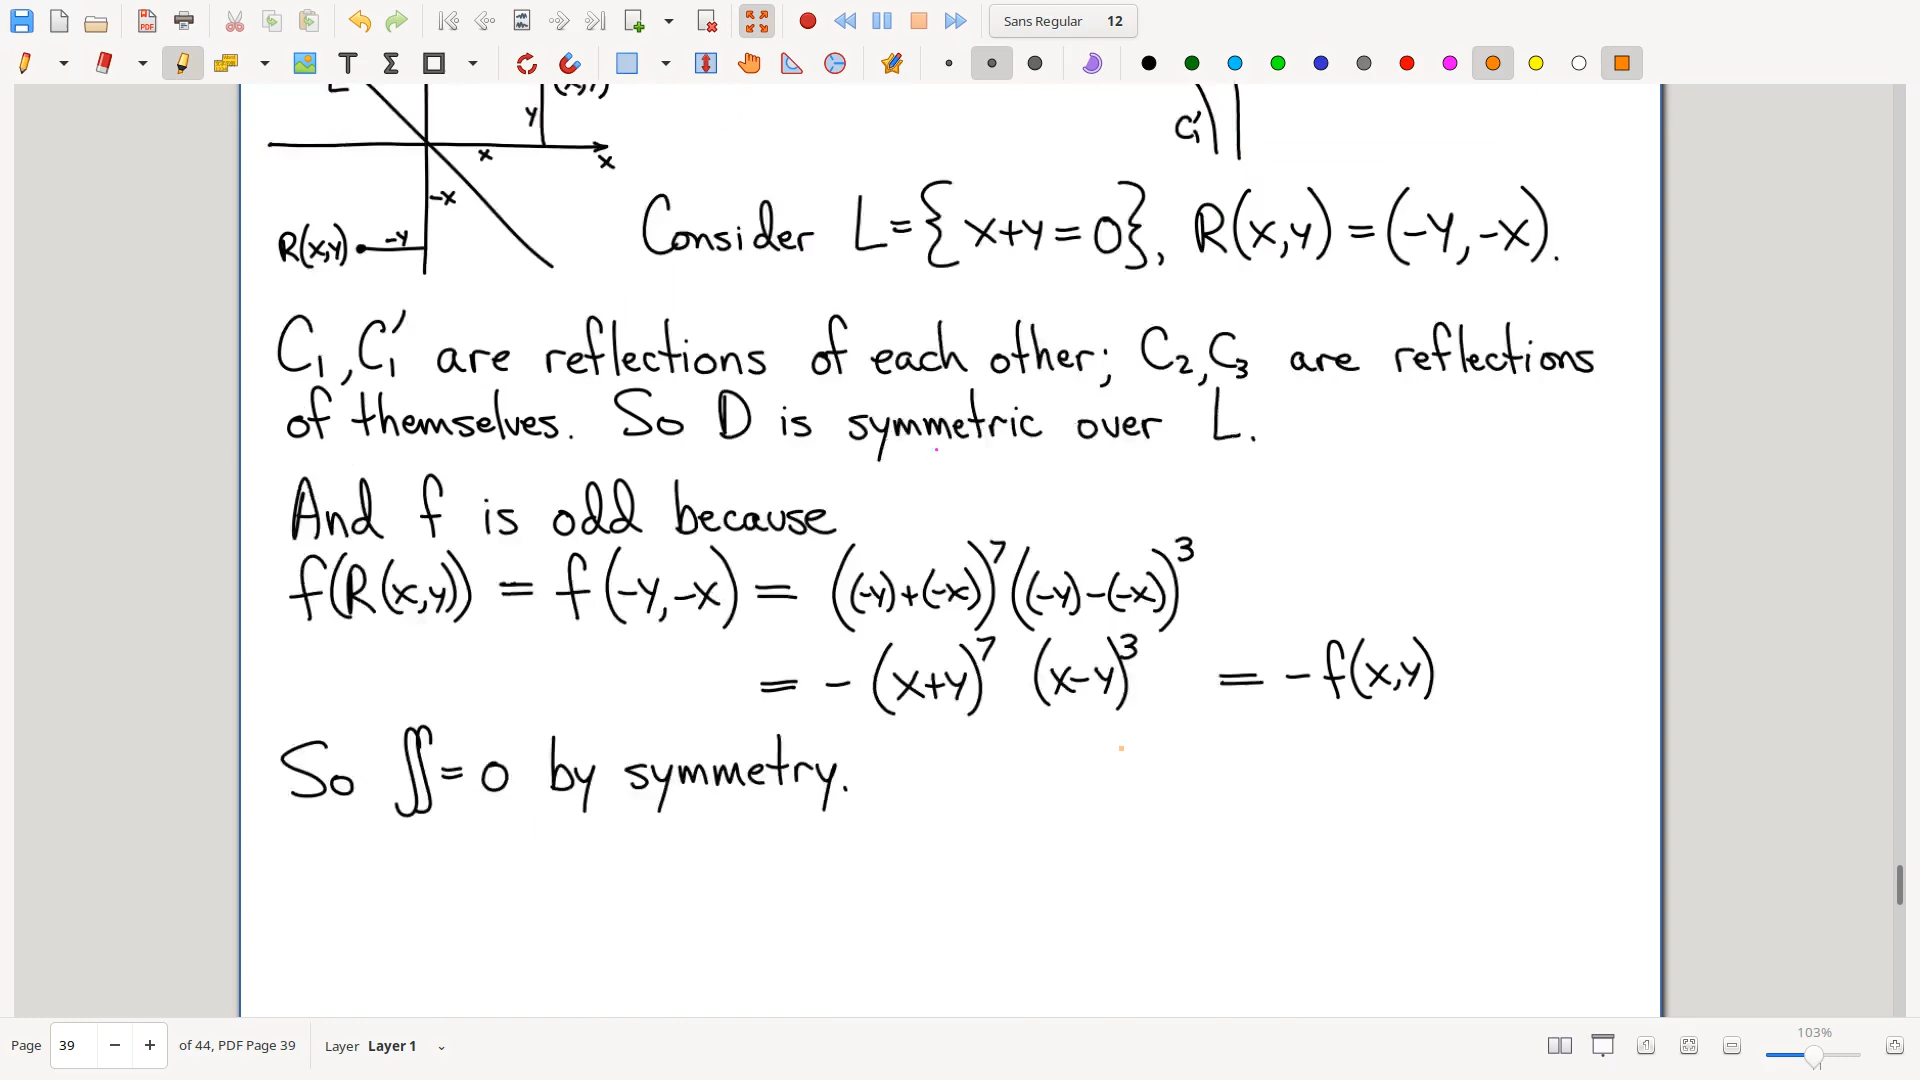 Sans Regular 12
L
(x,y)
y
x
x
C₁'
-x
R(x,y) -y
Consider L={x+y=0}, R(x,y)=(-y,-x).
C₁,C₁' are reflections of each other; C₂,C₃ are reflections
of themselves. So D is symmetric over L.
And f is odd because
f(R(x,y)) = f(-y,-x) = ((-y)+(-x))⁷((-y)-(-x))³
= -(x+y)⁷ (x-y)³ = -f(x,y)
So ∬=0 by symmetry.
Page 39 of 44, PDF Page 39 Layer Layer 1 103%